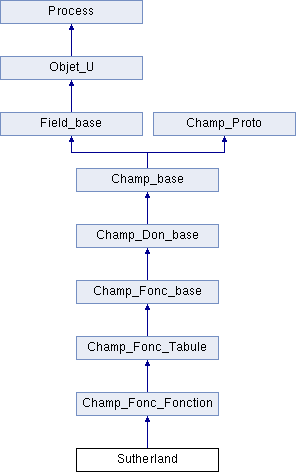 Process
Objet_U
Field_base
Champ_Proto
Champ_base
Champ_Don_base
Champ_Fonc_base
Champ_Fonc_Tabule
Champ_Fonc_Fonction
Sutherland